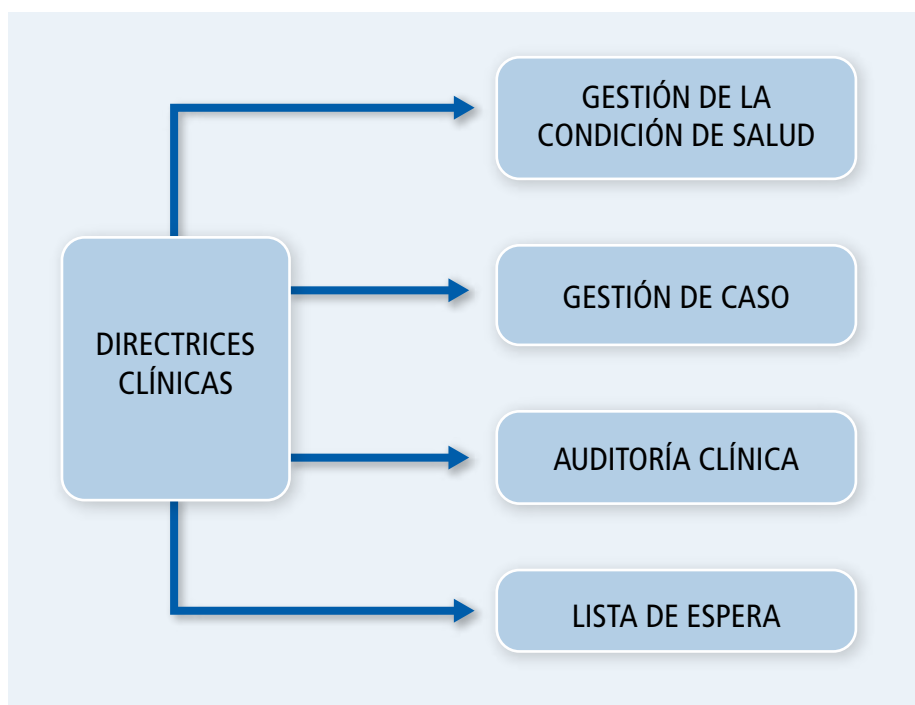 GESTIÓN DE LA
CONDICIÓN DE SALUD
GESTIÓN DE CASO
DIRECTRICES
CLÍNICAS
AUDITORÍA CLÍNICA
LISTA DE ESPERA